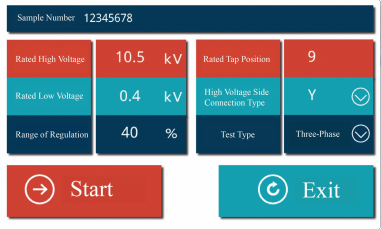 Sample Number 12345678
Rated High Voltage 10.5 kV Rated Tap Position 9
Rated Low Voltage 0.4 kV High Voltage Side
Connection Type Y
Range of Regulation 40 % Test Type Three-Phase
Start Exit